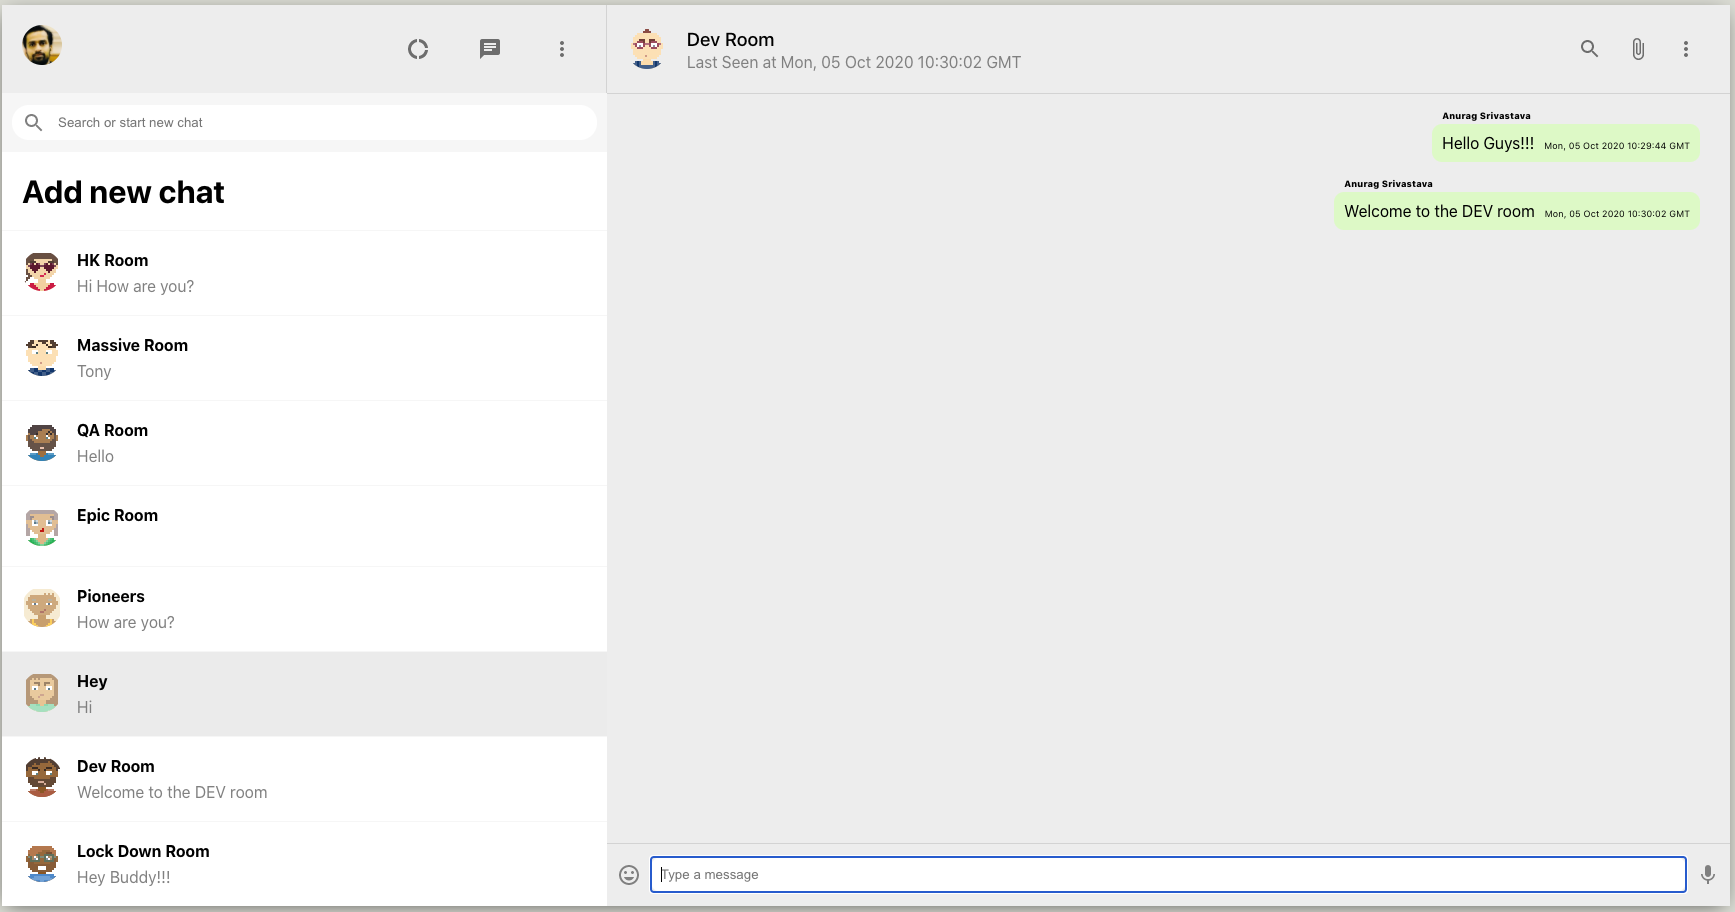 Search or start new chat
Add new chat
HK Room
Hi How are you?
Massive Room
Tony
QA Room
Hello
Epic Room
Pioneers
How are you?
Hey
Hi
Dev Room
Welcome to the DEV room
Lock Down Room
Hey Buddy!!!
Dev Room
Last Seen at Mon, 05 Oct 2020 10:30:02 GMT
Anurag Srivastava
Hello Guys!!! Mon, 05 Oct 2020 10:29:44 GMT
Anurag Srivastava
Welcome to the DEV room Mon, 05 Oct 2020 10:30:02 GMT
Type a message